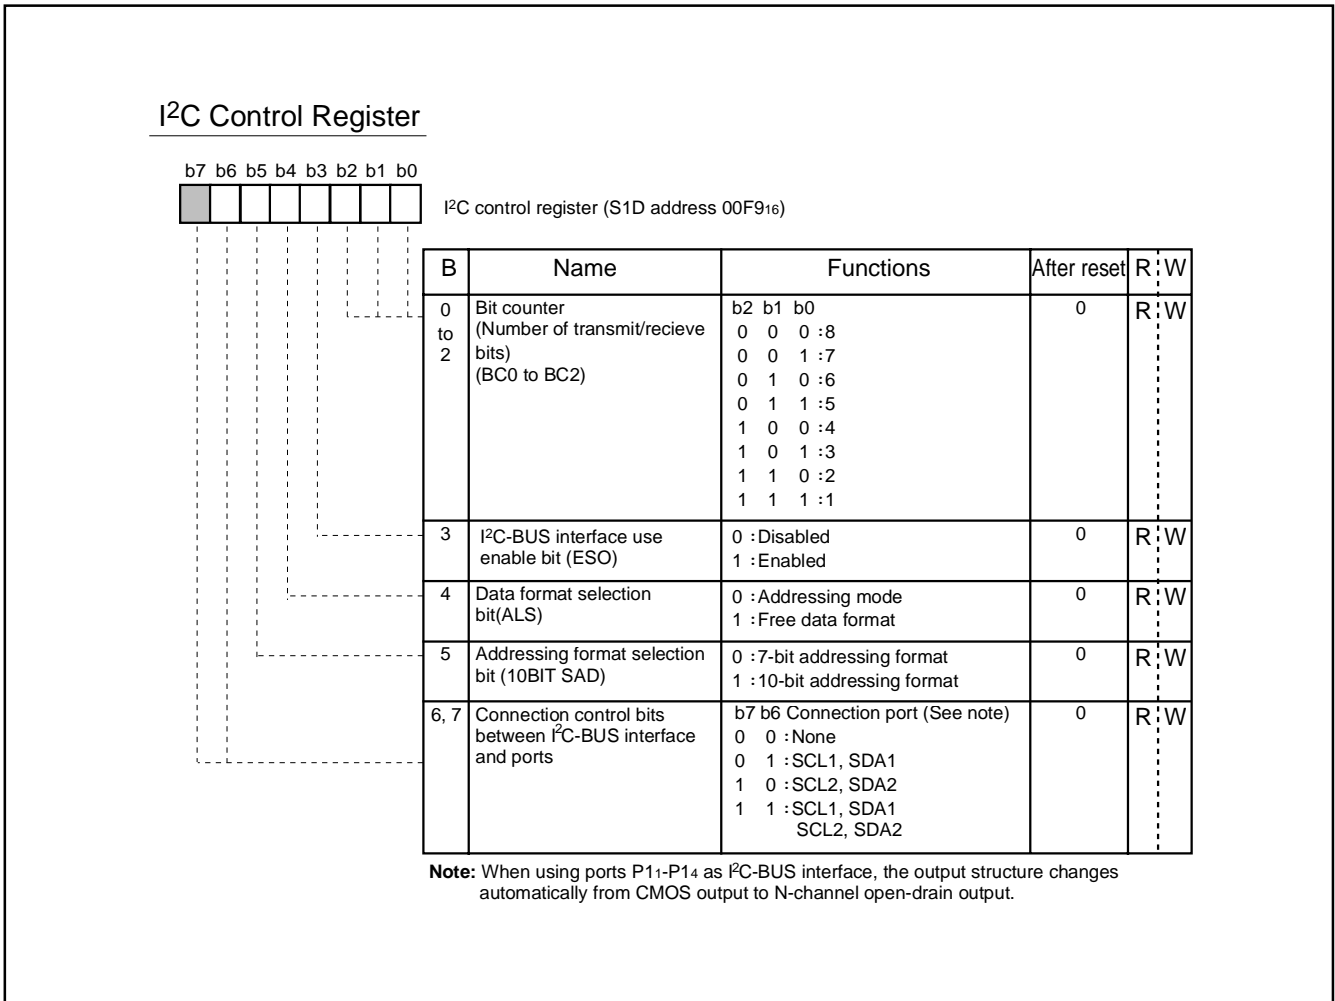 I2C Control Register
b7 b6 b5 b4 b3 b2 b1 b0
I2C control register (S1D address 00F916)
B Name Functions After reset R W
0 to 2
Bit counter
(Number of transmit/recieve
bits)
(BC0 to BC2)
b2 b1 b0
0 0 0 :8
0 0 1 :7
0 1 0 :6
0 1 1 :5
1 0 0 :4
1 0 1 :3
1 1 0 :2
1 1 1 :1
0 R W
3
I2C-BUS interface use
enable bit (ESO)
0 :Disabled
1 :Enabled
0 R W
4
Data format selection
bit(ALS)
0 :Addressing mode
1 :Free data format
0 R W
5
Addressing format selection
bit (10BIT SAD)
0 :7-bit addressing format
1 :10-bit addressing format
0 R W
6, 7
Connection control bits
between I2C-BUS interface
and ports
b7 b6 Connection port (See note)
0 0 :None
0 1 :SCL1, SDA1
1 0 :SCL2, SDA2
1 1 :SCL1, SDA1
SCL2, SDA2
0 R W
Note: When using ports P11-P14 as I2C-BUS interface, the output structure changes
automatically from CMOS output to N-channel open-drain output.